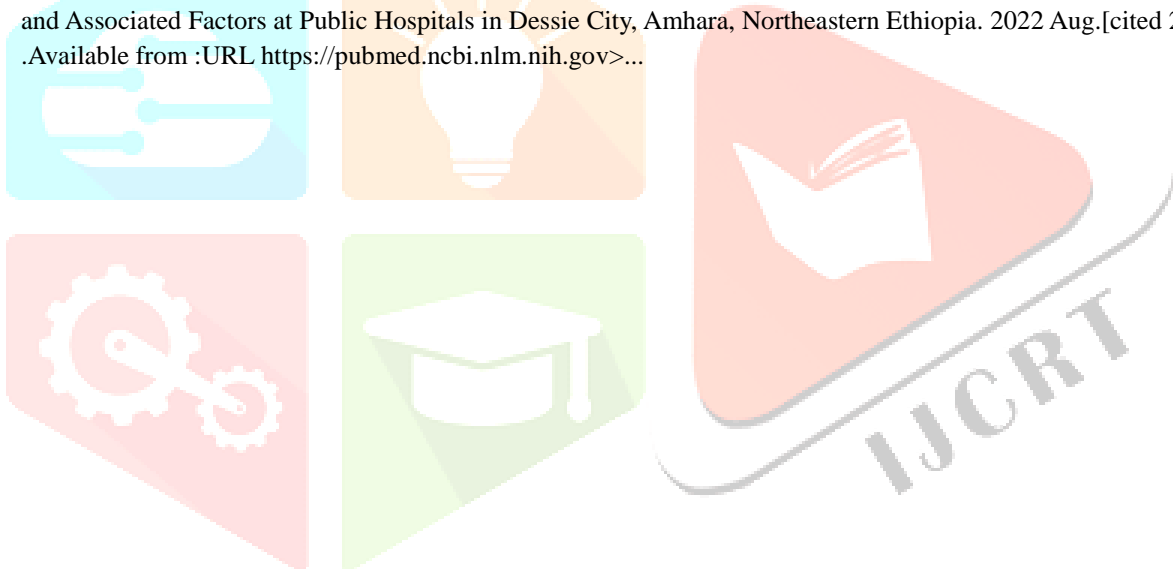 and Associated Factors at Public Hospitals in Dessie City, Amhara, Northeastern Ethiopia. 2022 Aug.[cited
.Available from :URL https://pubmed.ncbi.nlm.nih.gov>...
IJCRT